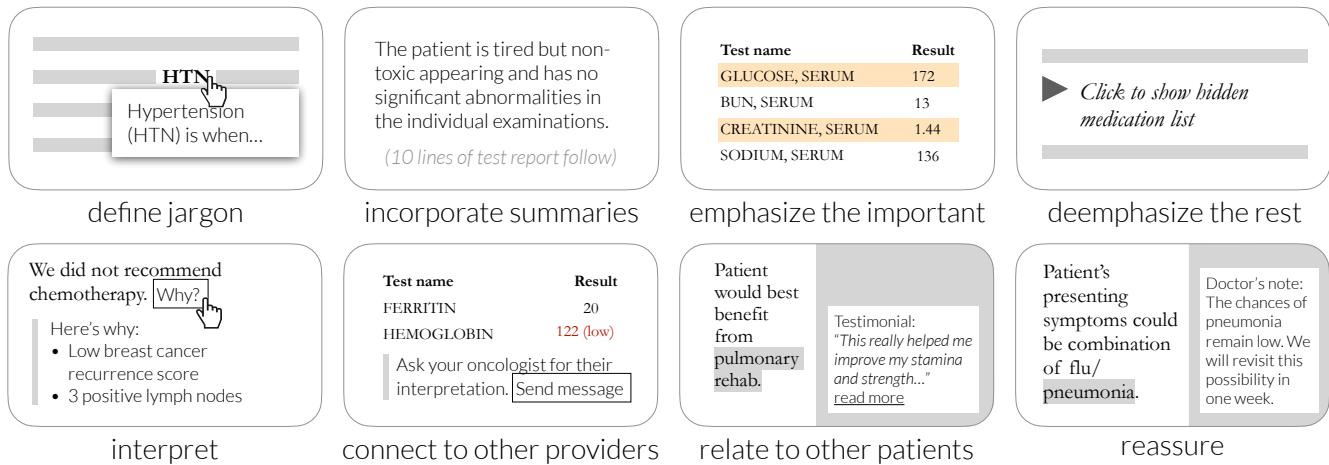 HTN
Hypertension
(HTN) is when...
define jargon
The patient is tired but non-
toxic appearing and has no
significant abnormalities in
the individual examinations.
(10 lines of test report follow)
incorporate summaries
Test name Result
GLUCOSE, SERUM 172
BUN, SERUM 13
CREATININE, SERUM 1.44
SODIUM, SERUM 136
emphasize the important
Click to show hidden
medication list
deemphasize the rest
We did not recommend
chemotherapy. Why?
Here's why:
• Low breast cancer
recurrence score
• 3 positive lymph nodes
interpret
Test name Result
FERRITIN 20
HEMOGLOBIN 122 (low)
Ask your oncologist for their
interpretation. Send message
connect to other providers
Patient
would best
benefit
from
pulmonary
rehab.
Testimonial:
"This really helped me
improve my stamina
and strength..."
read more
relate to other patients
Patient's
presenting
symptoms could
be combination
of flu/
pneumonia.
Doctor's note:
The chances of
pneumonia
remain low. We
will revisit this
possibility in
one week.
reassure